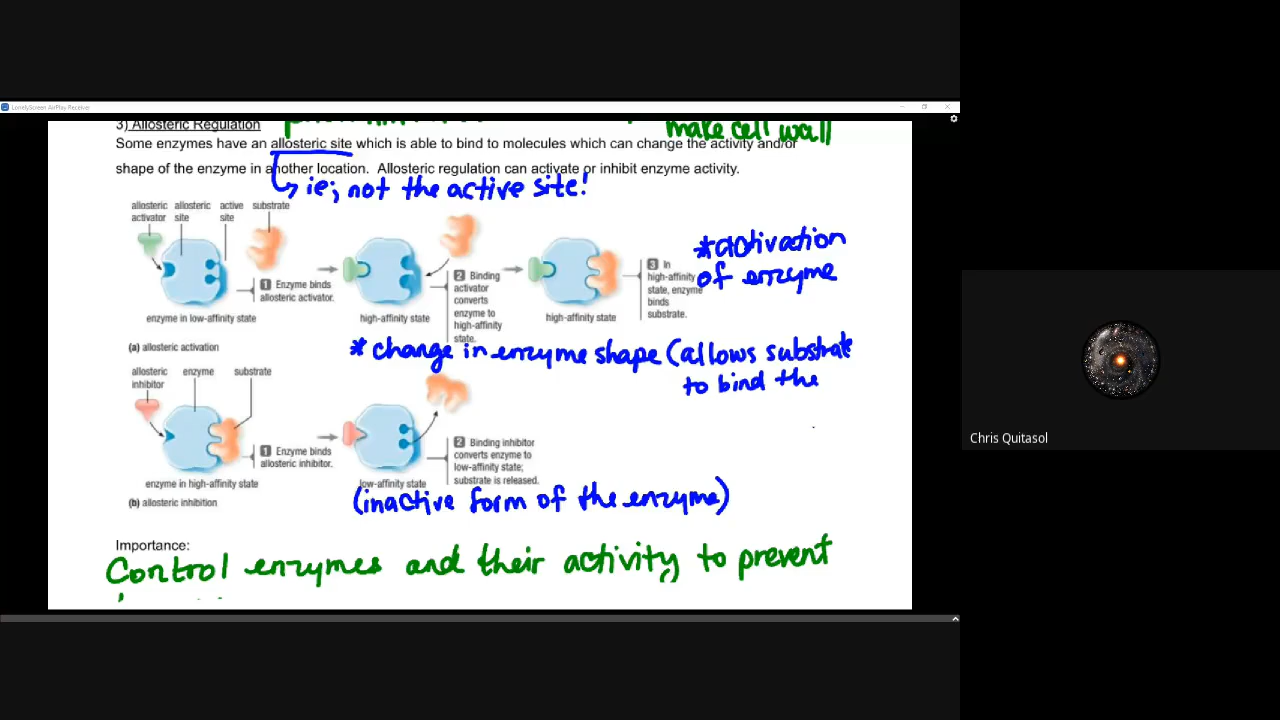 LonelyScreen AirPlay Receiver
3) Allosteric Regulation
make cell wall
Some enzymes have an allosteric site which is able to bind to molecules which can change the activity and/or
shape of the enzyme in another location. Allosteric regulation can activate or inhibit enzyme activity.
↳ ie; not the active site!
allosteric activator
allosteric site
active site
substrate
1 Enzyme binds
allosteric activator.
enzyme in low-affinity state
high-affinity state
2 Binding
activator
converts
enzyme to
high-affinity
state.
high-affinity state
3 In
high-affinity
state, enzyme
binds
substrate.
*activation
of enzyme
(a) allosteric activation
* change in enzyme shape (allows substrate
to bind the
allosteric inhibitor
enzyme
substrate
1 Enzyme binds
allosteric inhibitor.
enzyme in high-affinity state
low-affinity state
2 Binding inhibitor
converts enzyme to
low-affinity state;
substrate is released.
(b) allosteric inhibition
(inactive form of the enzyme)
Importance:
Control enzymes and their activity to prevent
Chris Quitasol